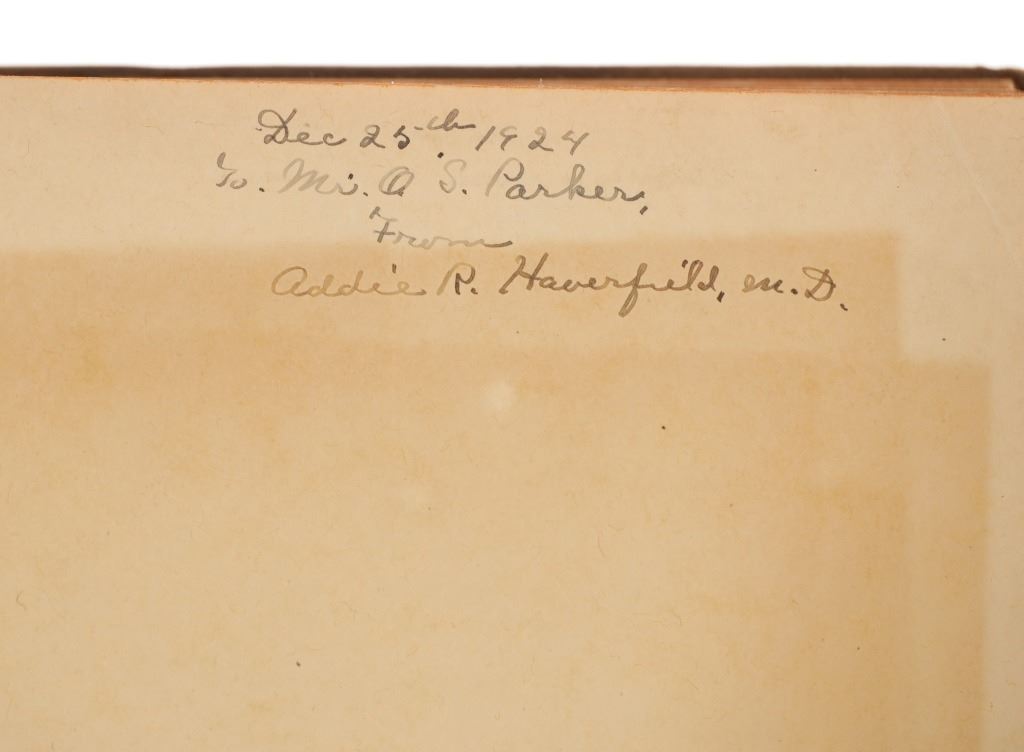 Dec 25th 1924
To. Mr. O S. Parker,
From
Addie R. Haverfield, M.D.